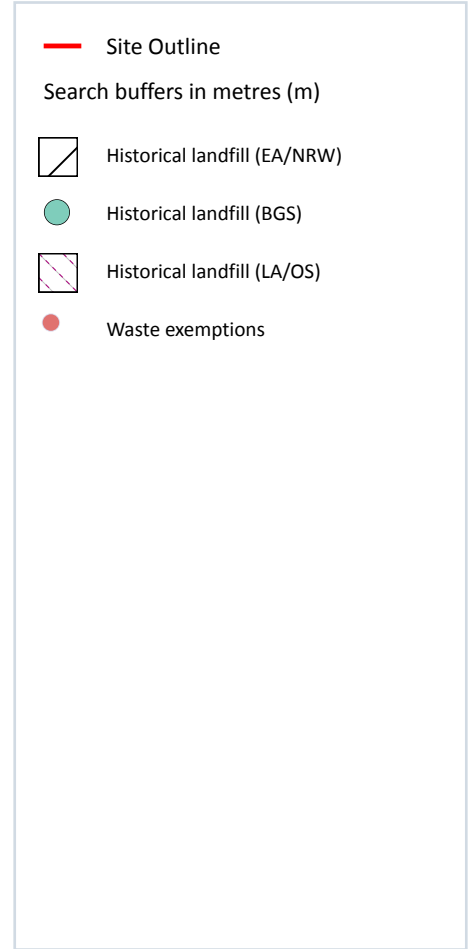 Site Outline
Search buffers in metres (m)
Historical landfill (EA/NRW)
Historical landfill (BGS)
Historical landfill (LA/OS)
Waste exemptions